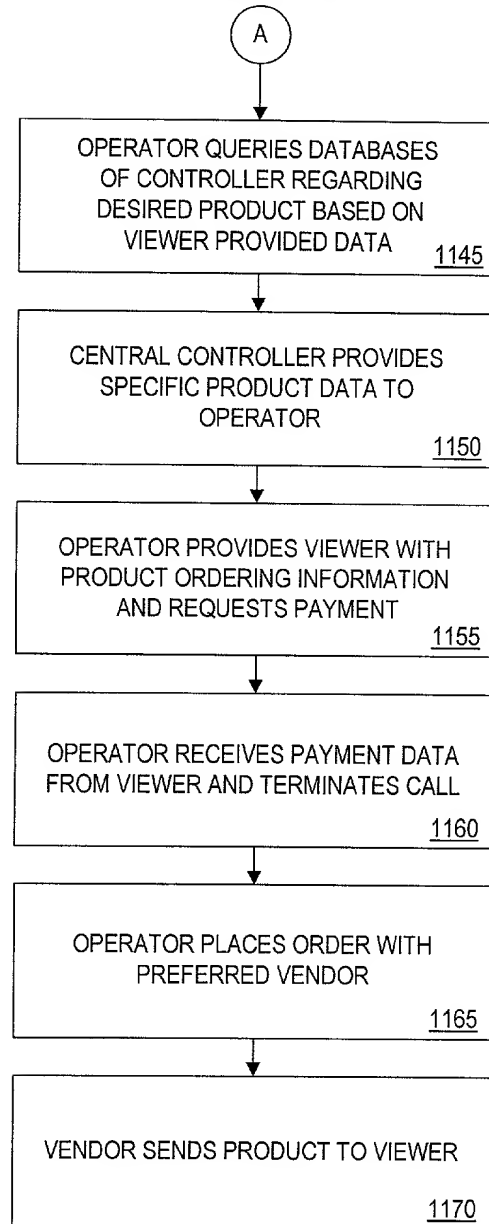 A
OPERATOR QUERIES DATABASES
OF CONTROLLER REGARDING
DESIRED PRODUCT BASED ON
VIEWER PROVIDED DATA
1145
CENTRAL CONTROLLER PROVIDES
SPECIFIC PRODUCT DATA TO
OPERATOR
1150
OPERATOR PROVIDES VIEWER WITH
PRODUCT ORDERING INFORMATION
AND REQUESTS PAYMENT
1155
OPERATOR RECEIVES PAYMENT DATA
FROM VIEWER AND TERMINATES CALL
1160
OPERATOR PLACES ORDER WITH
PREFERRED VENDOR
1165
VENDOR SENDS PRODUCT TO VIEWER
1170